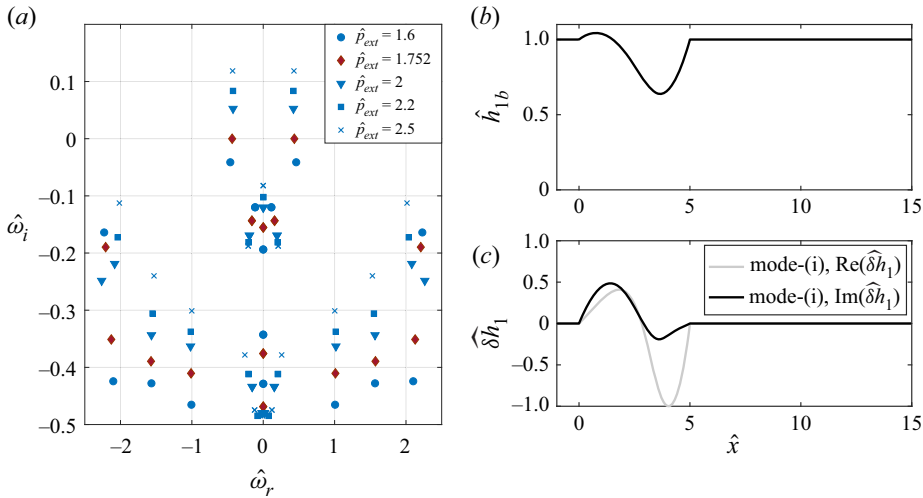 (a)
p̂ext = 1.6
p̂ext = 1.752
p̂ext = 2
p̂ext = 2.2
p̂ext = 2.5
0.1
0
−0.1
−0.2
−0.3
−0.4
−0.5
ω̂i
−2 −1 0 1 2
ω̂r
(b)
1.0
0.5
0
ĥ1b
0 5 10 15
(c)
1.0
0.5
0
−0.5
−1.0
δ̂h1
mode-(i), Re(δ̂h1)
mode-(i), Im(δ̂h1)
0 5 10 15
x̂